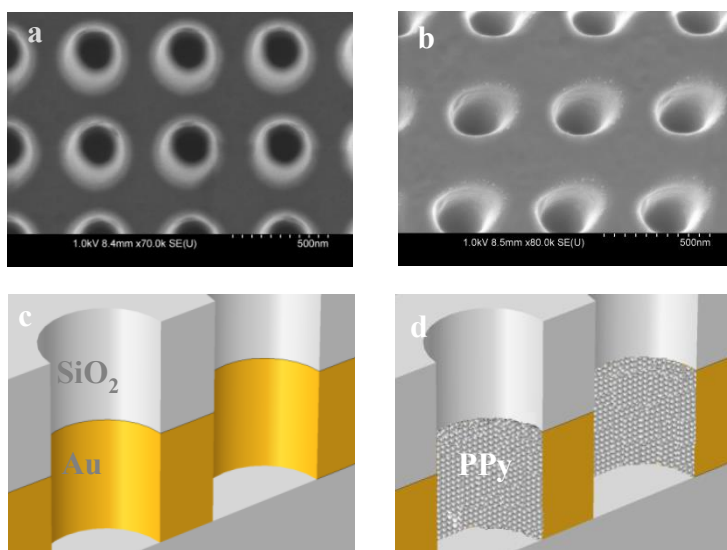 a
b
1.0kV 8.4mm x70.0k SE(U)
500nm
1.0kV 8.5mm x80.0k SE(U)
500nm
c
d
SiO₂
Au
PPy